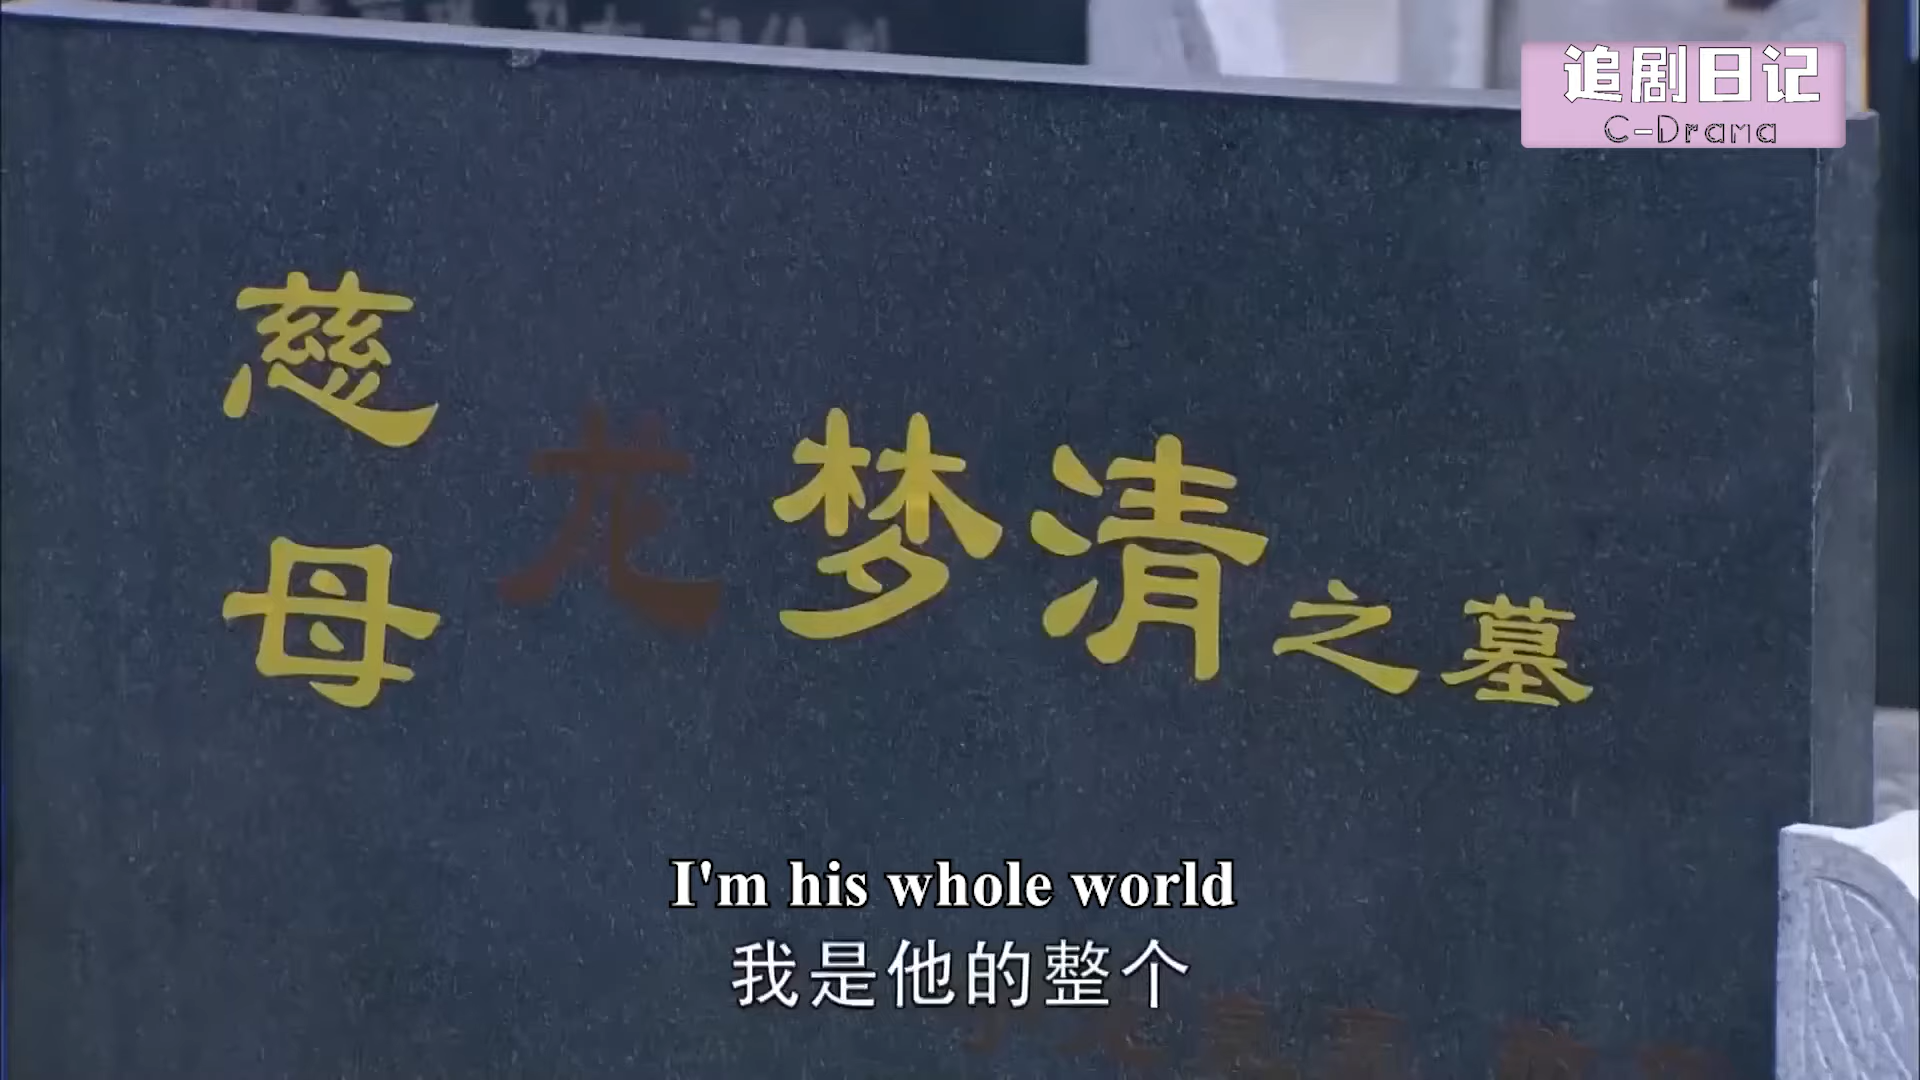 追剧日记
C-Drama
慈母
龙梦清之墓
I'm his whole world
我是他的整个